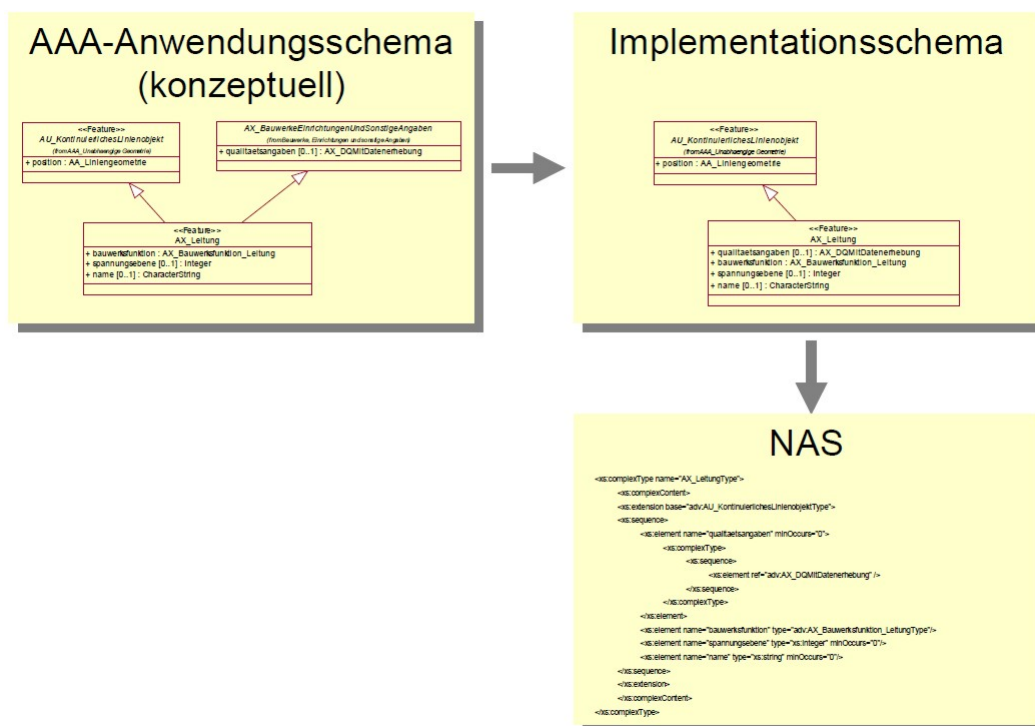 AAA-Anwendungsschema
(konzeptuell)
<<Feature>>
AU_KontinuierlichesLinienobjekt
(fromAAA_Unabhaengige Geometrie)
+ position : AA_Liniengeometrie
AX_BauwerkeEinrichtungenUndSonstigeAngaben
(fromBauwerke, Einrichtungen undsonstigeAngaben)
+ qualitaetsangaben [0..1] : AX_DQMitDatenerhebung
<<Feature>>
AX_Leitung
+ bauwerksfunktion : AX_Bauwerksfunktion_Leitung
+ spannungsebene [0..1] : Integer
+ name [0..1] : CharacterString
Implementationsschema
<<Feature>>
AU_KontinuierlichesLinienobjekt
(fromAAA_Unabhaengige Geometrie)
+ position : AA_Liniengeometrie
<<Feature>>
AX_Leitung
+ qualitaetsangaben [0..1] : AX_DQMitDatenerhebung
+ bauwerksfunktion : AX_Bauwerksfunktion_Leitung
+ spannungsebene [0..1] : Integer
+ name [0..1] : CharacterString
NAS
<xs:complexType name="AX_LeitungType">
<xs:complexContent>
<xs:extension base="adv:AU_KontinuierlichesLinienobjektType">
<xs:sequence>
<xs:element name="qualitaetsangaben" minOccurs="0">
<xs:complexType>
<xs:sequence>
<xs:element ref="adv:AX_DQMitDatenerhebung" />
</xs:sequence>
</xs:complexType>
</xs:element>
<xs:element name="bauwerksfunktion" type="adv:AX_Bauwerksfunktion_LeitungType"/>
<xs:element name="spannungsebene" type="xs:integer" minOccurs="0"/>
<xs:element name="name" type="xs:string" minOccurs="0"/>
</xs:sequence>
</xs:extension>
</xs:complexContent>
</xs:complexType>